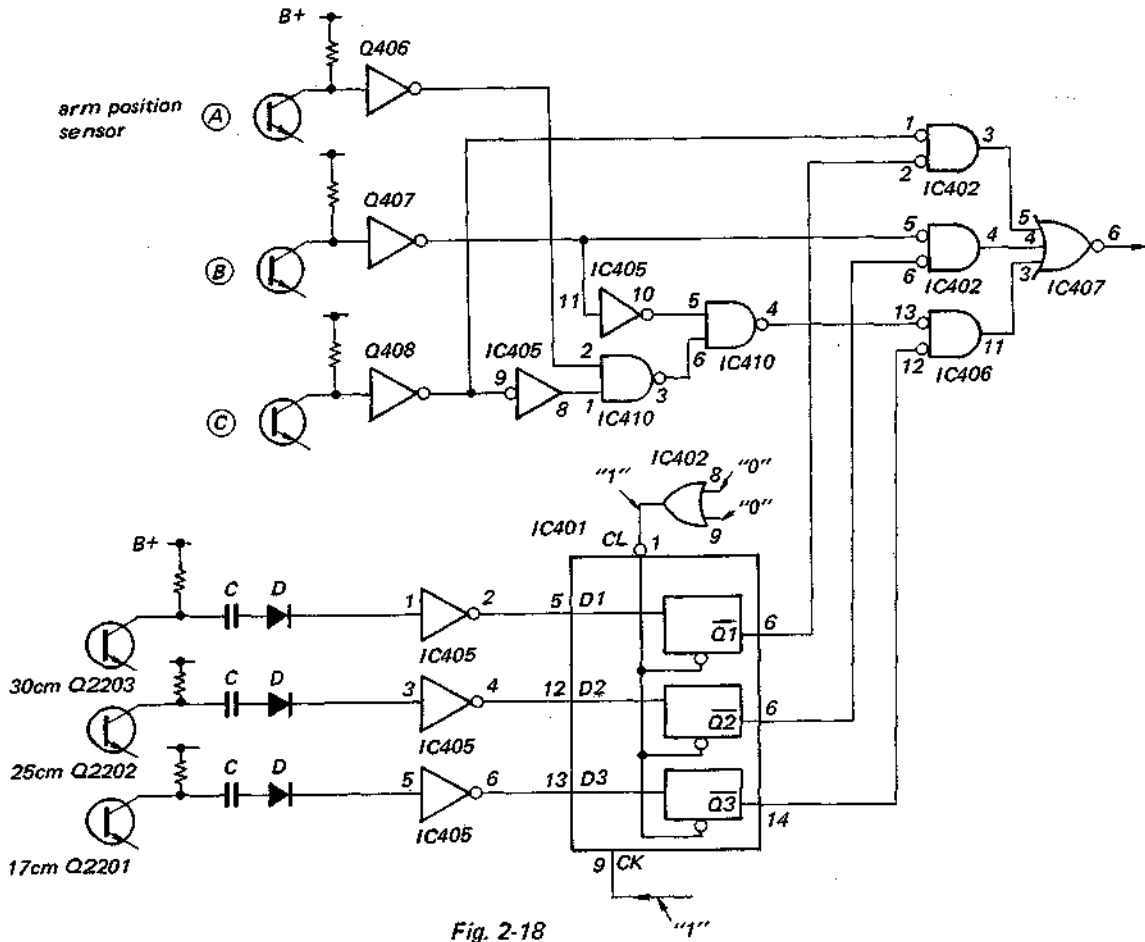 B+
Q406
arm position
sensor
A
1
3
2
IC402
Q407
B
IC405
11
10
5
4
6
IC410
5
4
6
IC402
5
4
3
6
IC407
13
12
11
IC406
Q408
C
IC405
9
8
2
1
3
IC410
IC402
"1"
8
"0"
"0"
9
IC401
CL
1
B+
C
D
1
2
IC405
5
D1
Q1
6
30cm Q2203
C
D
3
4
IC405
12
D2
Q2
6
25cm Q2202
C
D
5
6
IC405
13
D3
Q3
14
17cm Q2201
9
CK
"1"
Fig. 2-18